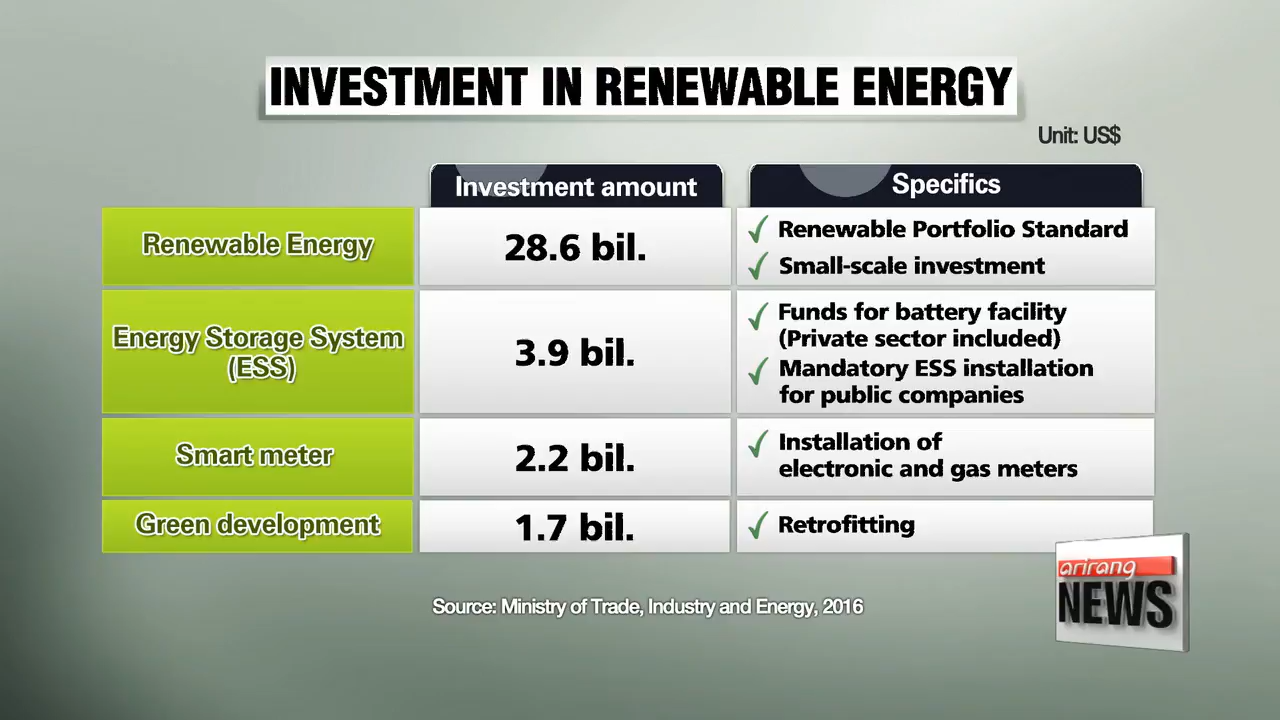 INVESTMENT IN RENEWABLE ENERGY
Unit: US$
Investment amount
Specifics
Renewable Energy
28.6 bil.
✓ Renewable Portfolio Standard
✓ Small-scale investment
Energy Storage System
(ESS)
3.9 bil.
✓ Funds for battery facility
(Private sector included)
✓ Mandatory ESS installation
for public companies
Smart meter
2.2 bil.
✓ Installation of
electronic and gas meters
Green development
1.7 bil.
✓ Retrofitting
arirang
NEWS
Source: Ministry of Trade, Industry and Energy, 2016